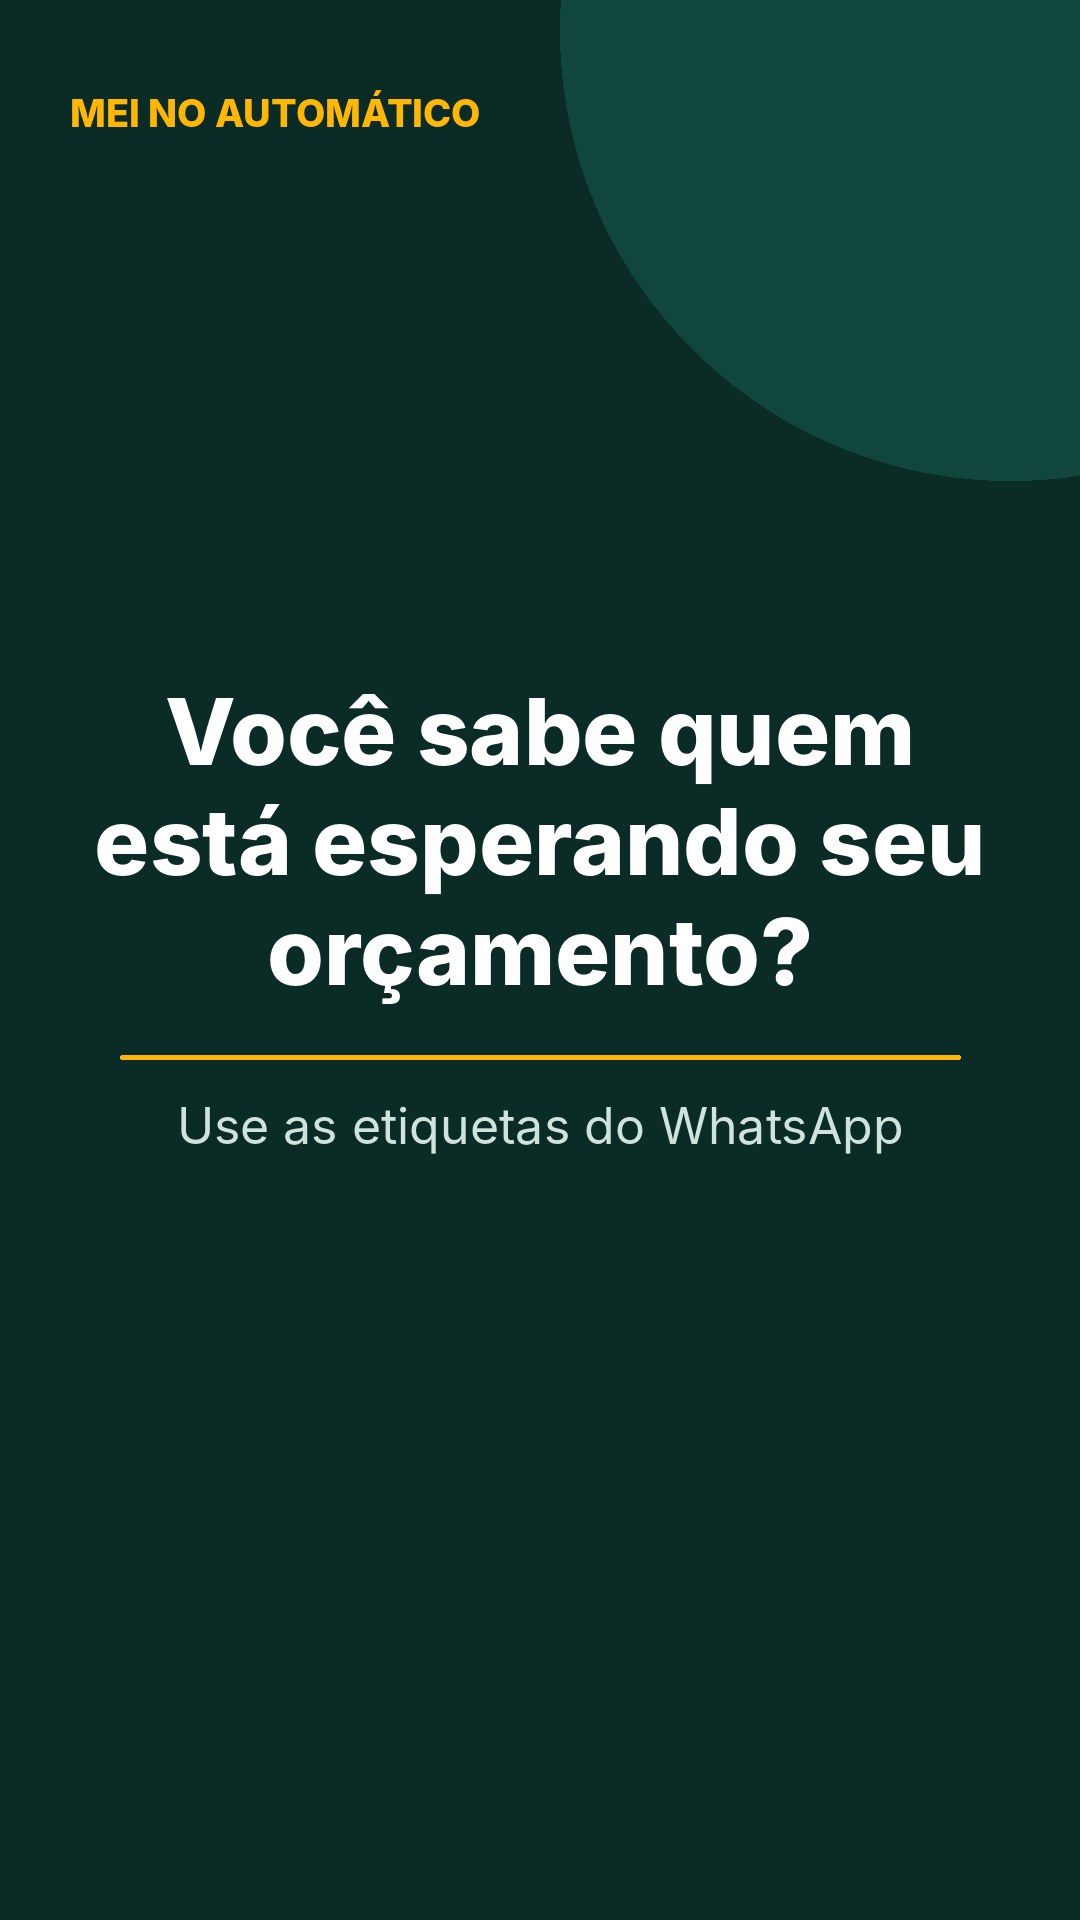 MEI NO AUTOMÁTICO
Você sabe quem
está esperando seu
orçamento?
Use as etiquetas do WhatsApp